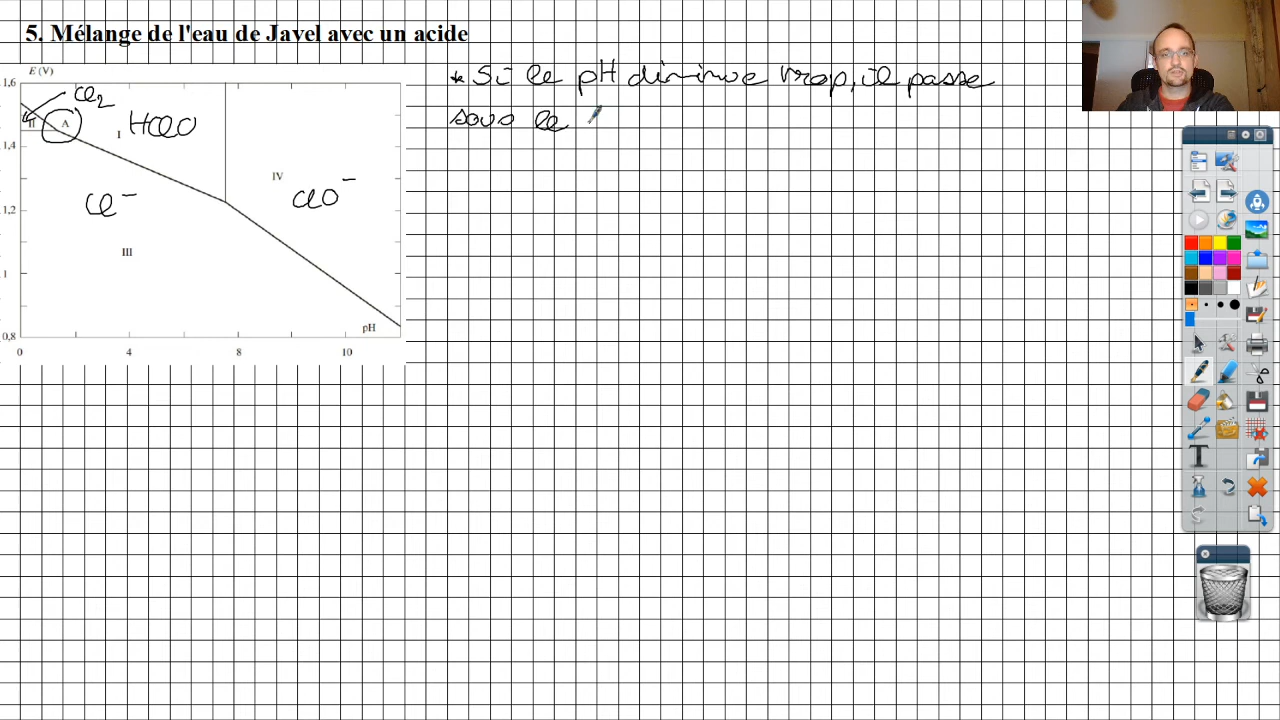 5. Mélange de l'eau de Javel avec un acide
* Si le pH diminue trop, il passe
sous le
E (V)
1,6
Cl2
II
A
I
HClO
1,4
IV
Cl⁻
ClO⁻
1,2
III
1
pH
0,8
0
4
8
10
T